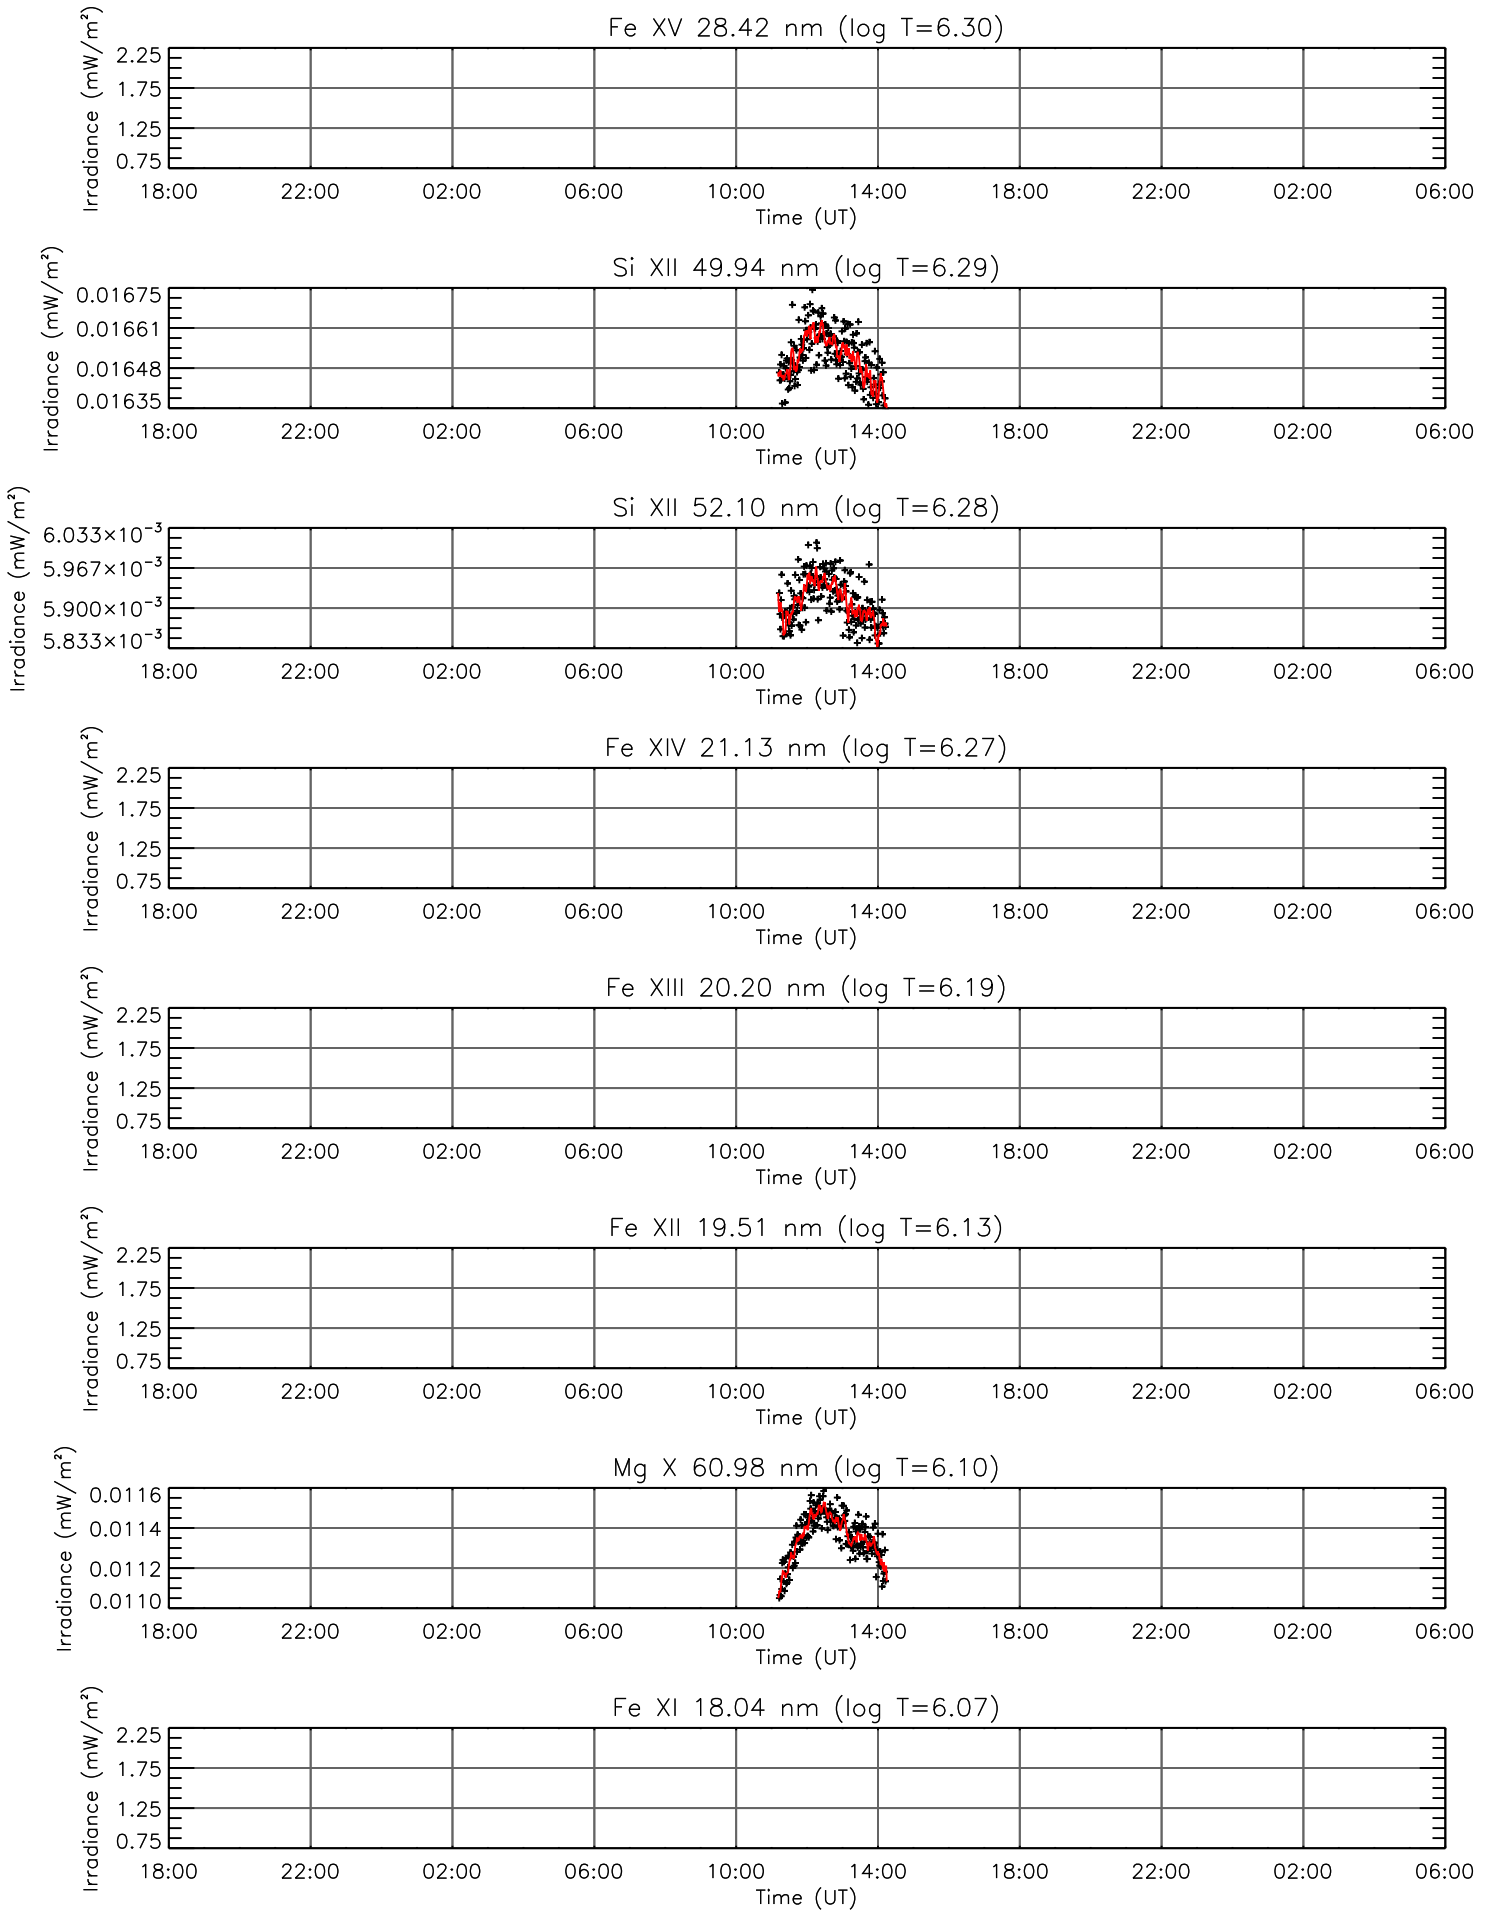 Fe XV 28.42 nm (log T=6.30)
Irradiance (mW/m²)
2.25
1.75
1.25
0.75
18:00 22:00 02:00 06:00 10:00 14:00 18:00 22:00 02:00 06:00
Time (UT)
Si XII 49.94 nm (log T=6.29)
Irradiance (mW/m²)
0.01675
0.01661
0.01648
0.01635
18:00 22:00 02:00 06:00 10:00 14:00 18:00 22:00 02:00 06:00
Time (UT)
Si XII 52.10 nm (log T=6.28)
Irradiance (mW/m²)
6.033×10⁻³
5.967×10⁻³
5.900×10⁻³
5.833×10⁻³
18:00 22:00 02:00 06:00 10:00 14:00 18:00 22:00 02:00 06:00
Time (UT)
Fe XIV 21.13 nm (log T=6.27)
Irradiance (mW/m²)
2.25
1.75
1.25
0.75
18:00 22:00 02:00 06:00 10:00 14:00 18:00 22:00 02:00 06:00
Time (UT)
Fe XIII 20.20 nm (log T=6.19)
Irradiance (mW/m²)
2.25
1.75
1.25
0.75
18:00 22:00 02:00 06:00 10:00 14:00 18:00 22:00 02:00 06:00
Time (UT)
Fe XII 19.51 nm (log T=6.13)
Irradiance (mW/m²)
2.25
1.75
1.25
0.75
18:00 22:00 02:00 06:00 10:00 14:00 18:00 22:00 02:00 06:00
Time (UT)
Mg X 60.98 nm (log T=6.10)
Irradiance (mW/m²)
0.0116
0.0114
0.0112
0.0110
18:00 22:00 02:00 06:00 10:00 14:00 18:00 22:00 02:00 06:00
Time (UT)
Fe XI 18.04 nm (log T=6.07)
Irradiance (mW/m²)
2.25
1.75
1.25
0.75
18:00 22:00 02:00 06:00 10:00 14:00 18:00 22:00 02:00 06:00
Time (UT)